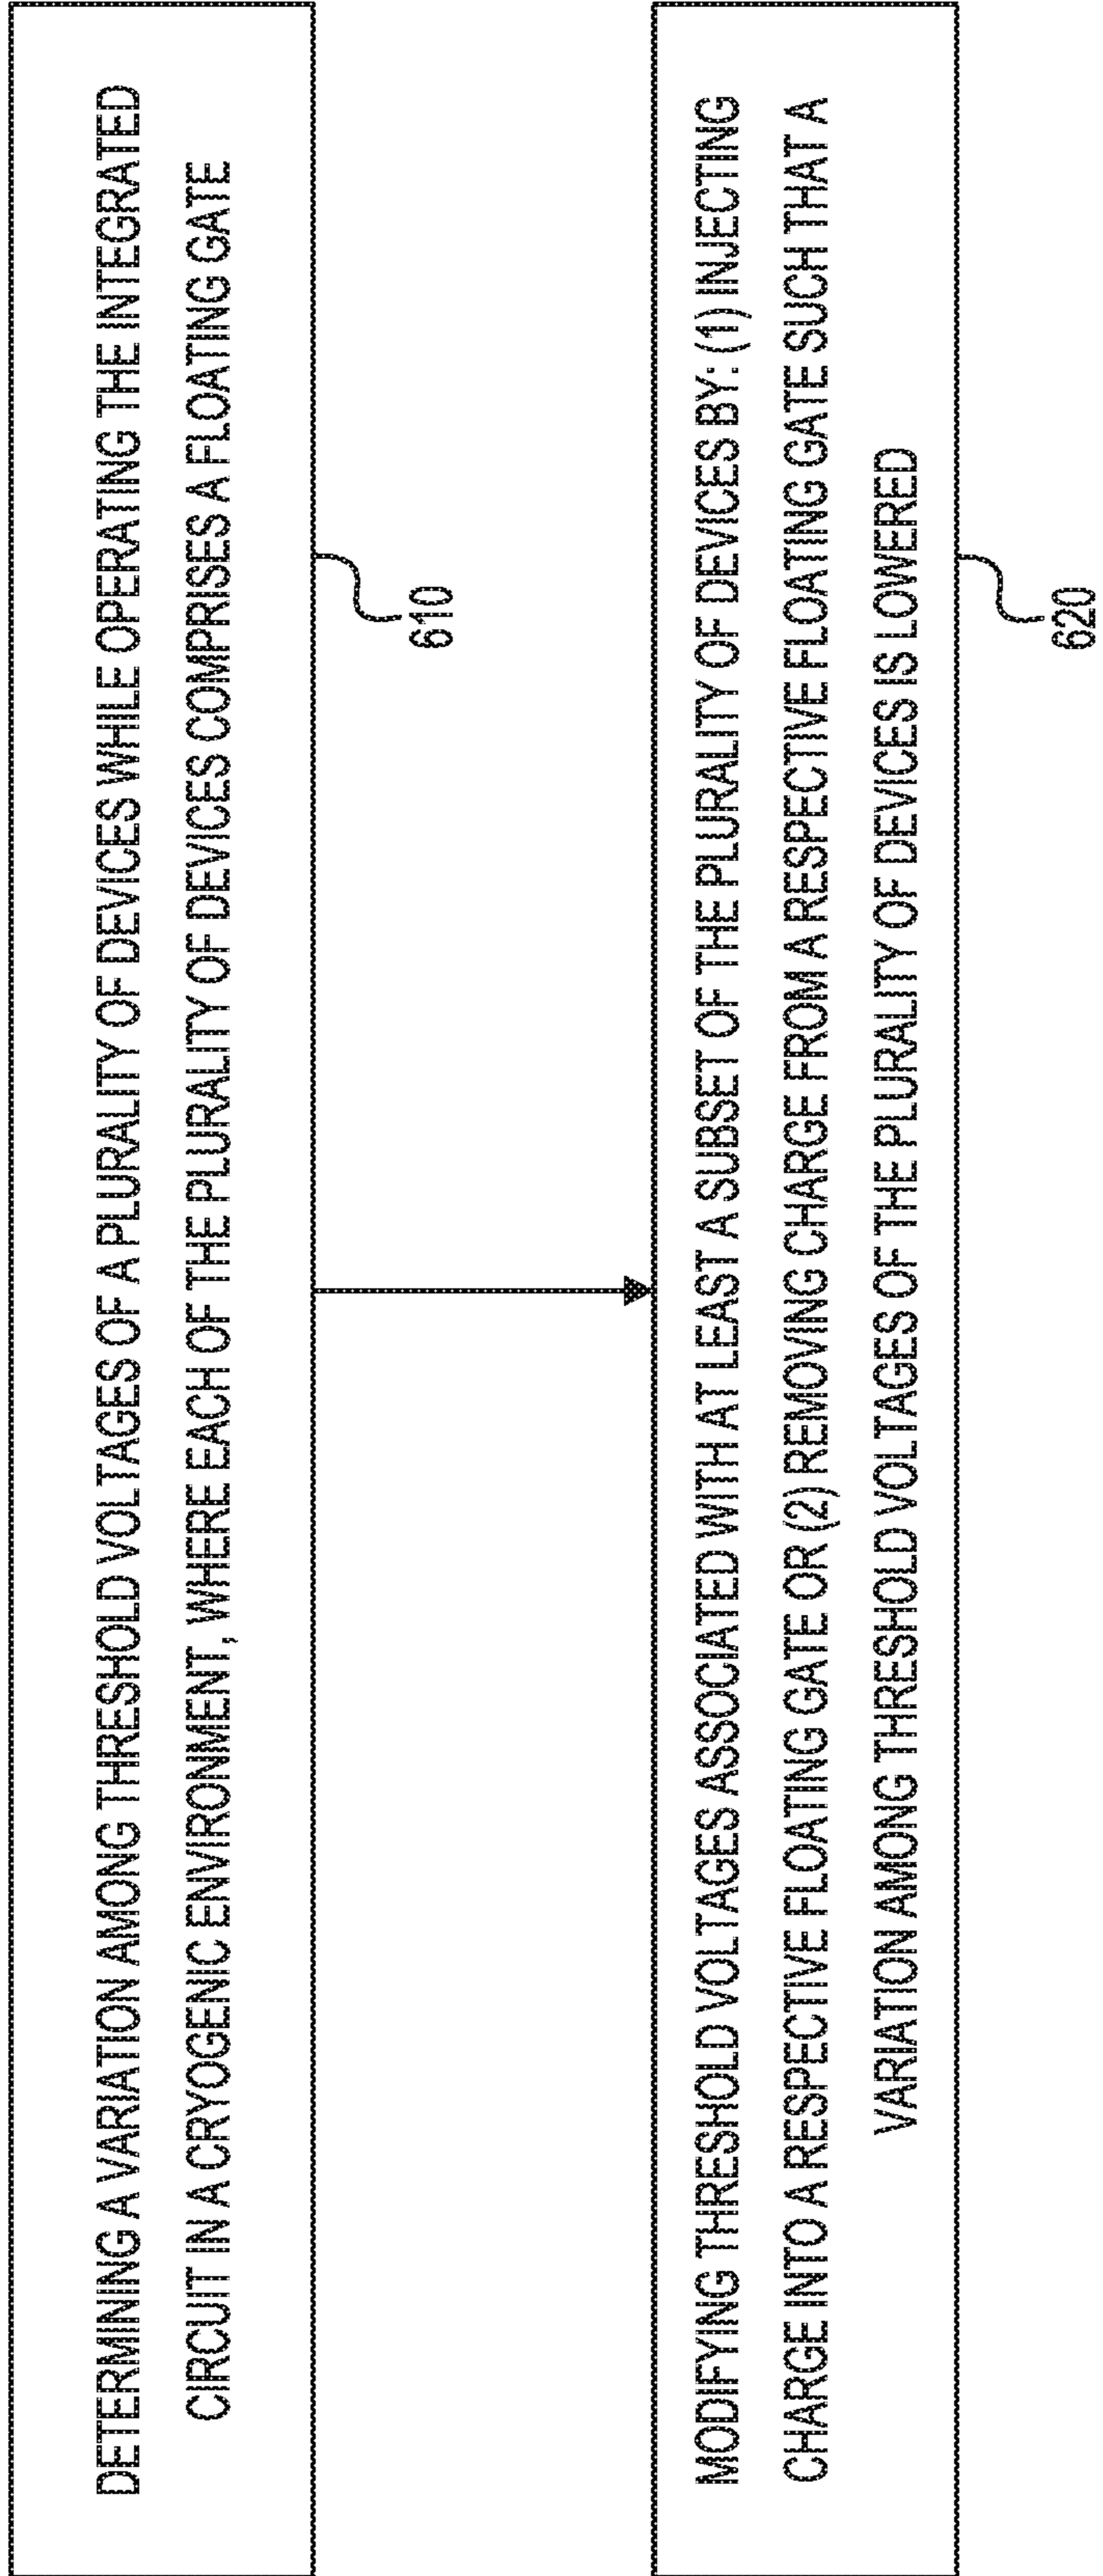 DETERMINING A VARIATION AMONG THRESHOLD VOLTAGES OF A PLURALITY OF DEVICES WHILE OPERATING THE INTEGRATED
CIRCUIT IN A CRYOGENIC ENVIRONMENT, WHERE EACH OF THE PLURALITY OF DEVICES COMPRISES A FLOATING GATE
610
MODIFYING THRESHOLD VOLTAGES ASSOCIATED WITH AT LEAST A SUBSET OF THE PLURALITY OF DEVICES BY: (1) INJECTING
CHARGE INTO A RESPECTIVE FLOATING GATE OR (2) REMOVING CHARGE FROM A RESPECTIVE FLOATING GATE SUCH THAT A
VARIATION AMONG THRESHOLD VOLTAGES OF THE PLURALITY OF DEVICES IS LOWERED
620